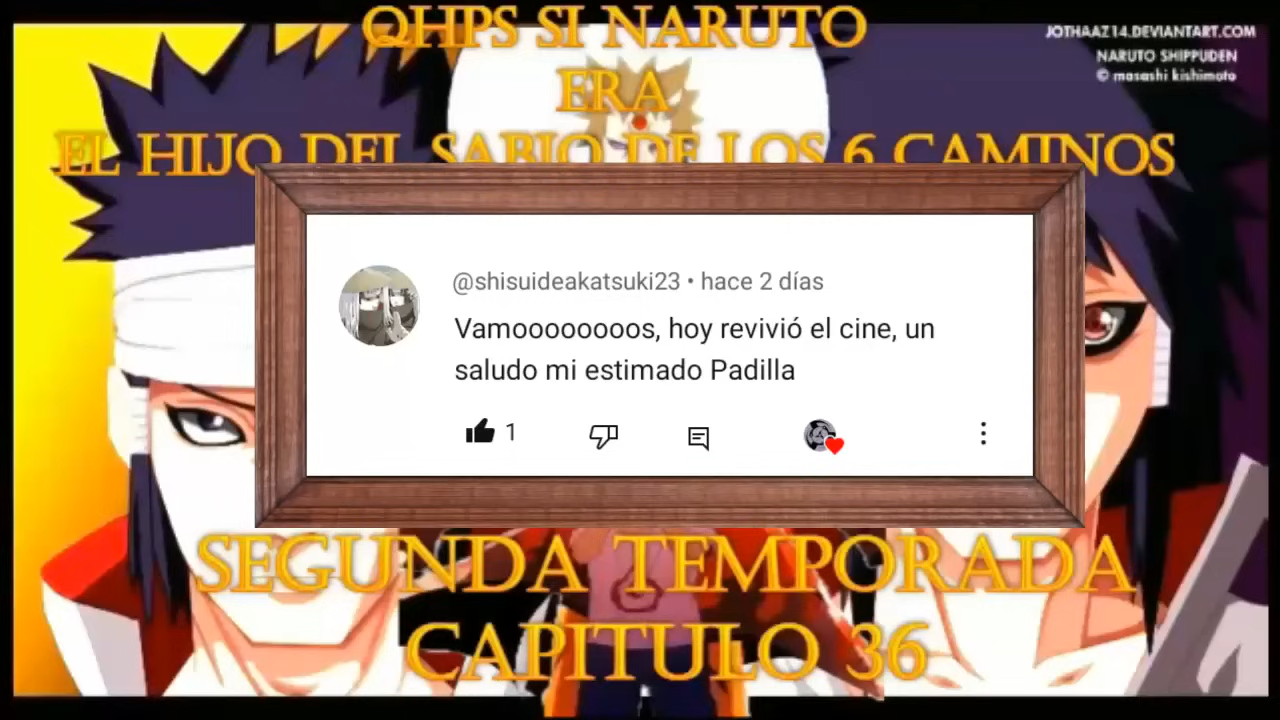 QHPS SI NARUTO
JOTHAAZ14.DEVIANTART.COM
NARUTO SHIPPUDEN
© masashi kishimoto
ERA
EL HIJO DEL SABIO DE LOS 6 CAMINOS
@shisuideakatsuki23 • hace 2 días
Vamoooooooos, hoy revivió el cine, un
saludo mi estimado Padilla
1
SEGUNDA TEMPORADA
CAPITULO 36